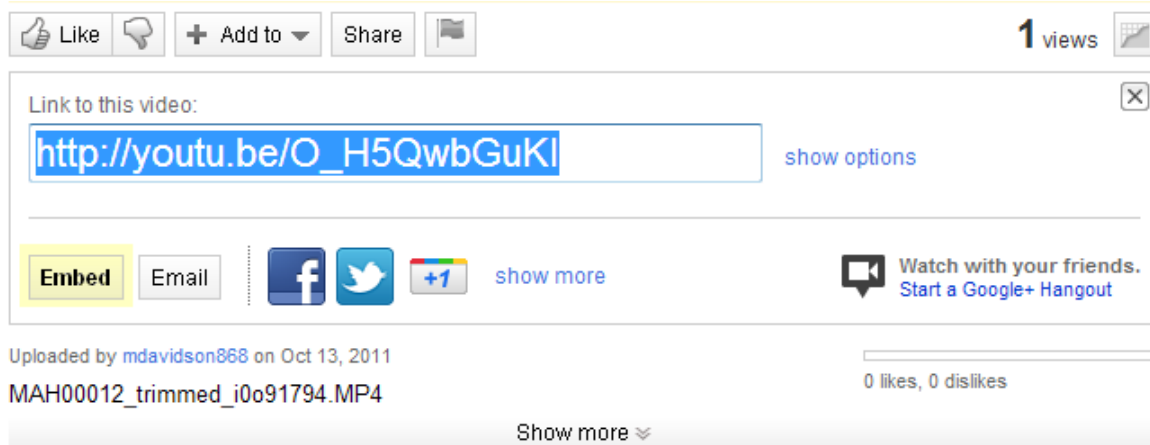 Like Add to Share 1 views
Link to this video:
http://youtu.be/O_H5QwbGuKI
show options
Embed Email f +1 show more
Watch with your friends.
Start a Google+ Hangout
Uploaded by mdavidson868 on Oct 13, 2011
0 likes, 0 dislikes
MAH00012_trimmed_i0o91794.MP4
Show more